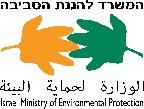 המשרד להגנת הסביבה
الوزارة لحماية البيئة
Israel Ministry of Environmental Protection